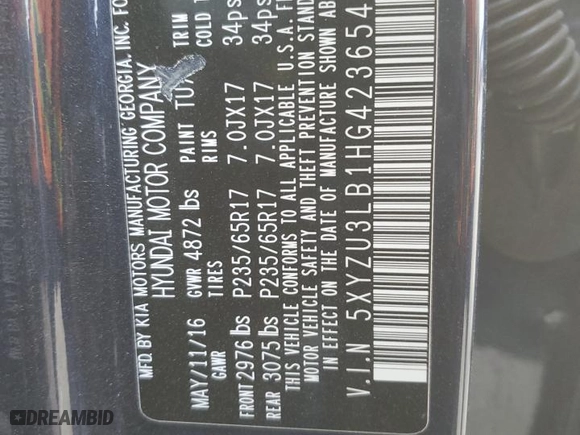 MFD. BY KIA MOTORS MANUFACTURING GEORGIA. INC. FO
HYUNDAI MOTOR COMPANY
MAY/11/16 GVWR 4872 lbs PAINT TRIM
GAWR TIRES RIMS COLD T
FRONT 2976 lbs P235/65R17 7.0JX17 34ps
REAR 3075 lbs P235/65R17 7.0JX17 34ps
THIS VEHICLE CONFORMS TO ALL APPLICABLE U.S.A. F
MOTOR VEHICLE SAFETY AND THEFT PREVENTION STAN
IN EFFECT ON THE DATE OF MANUFACTURE SHOWN AB
V.I.N 5XYZU3LB1HG423654
DREAMBID